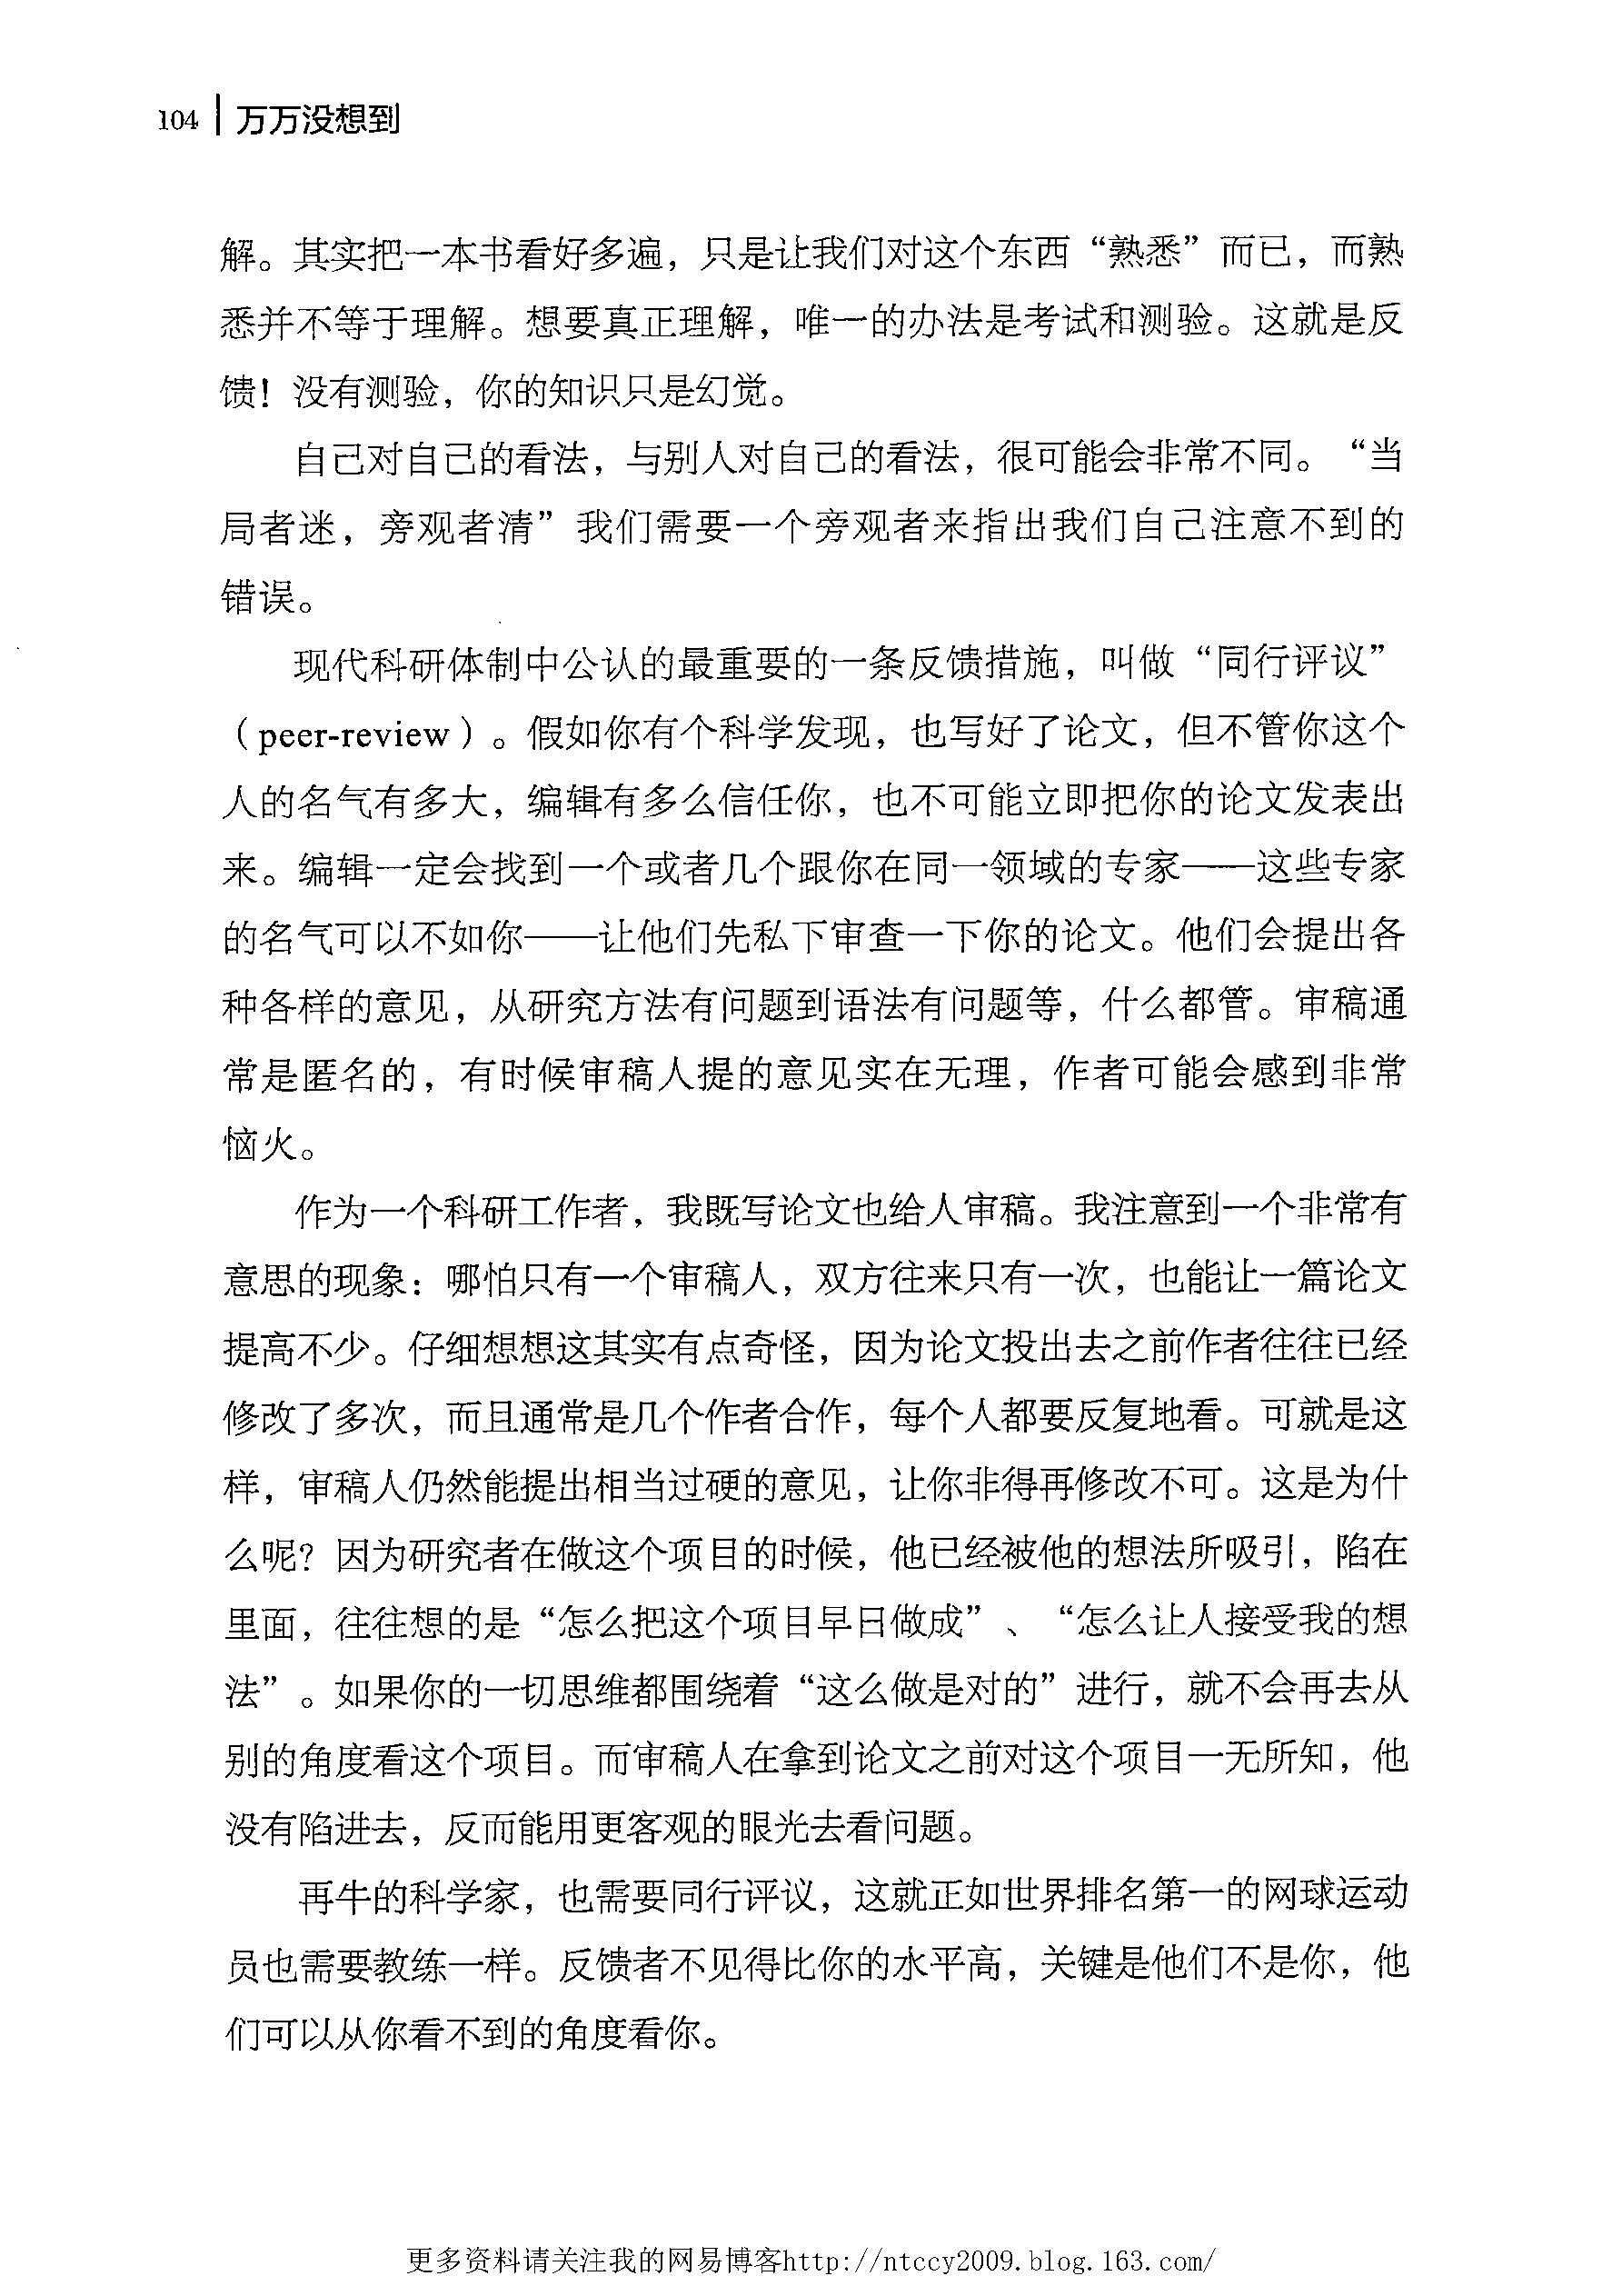 104 万万没想到
解。其实把一本书看好多遍，只是让我们对这个东西“熟悉”而已，而熟
悉并不等于理解。想要真正理解，唯一的办法是考试和测验。这就是反
馈！没有测验，你的知识只是幻觉。
自己对自己的看法，与别人对自己的看法，很可能会非常不同。“当
局者迷，旁观者清”我们需要一个旁观者来指出我们自己注意不到的
错误。
现代科研体制中公认的最重要的一条反馈措施，叫做“同行评议”
（peer-review）。假如你有个科学发现，也写好了论文，但不管你这个
人的名气有多大，编辑有多么信任你，也不可能立即把你的论文发表出
来。编辑一定会找到一个或者几个跟你在同一领域的专家——这些专家
的名气可以不如你——让他们先私下审查一下你的论文。他们会提出各
种各样的意见，从研究方法有问题到语法有问题等，什么都管。审稿通
常是匿名的，有时候审稿人提的意见实在无理，作者可能会感到非常
恼火。
作为一个科研工作者，我既写论文也给人审稿。我注意到一个非常有
意思的现象：哪怕只有一个审稿人，双方往来只有一次，也能让一篇论文
提高不少。仔细想想这其实有点奇怪，因为论文投出去之前作者往往已经
修改了多次，而且通常是几个作者合作，每个人都要反复地看。可就是这
样，审稿人仍然能提出相当过硬的意见，让你非得再修改不可。这是为什
么呢？因为研究者在做这个项目的时候，他已经被他的想法所吸引，陷在
里面，往往想的是“怎么把这个项目早日做成”、“怎么让人接受我的想
法”。如果你的一切思维都围绕着“这么做是对的”进行，就不会再去从
别的角度看这个项目。而审稿人在拿到论文之前对这个项目一无所知，他
没有陷进去，反而能用更客观的眼光去看问题。
再牛的科学家，也需要同行评议，这就正如世界排名第一的网球运动
员也需要教练一样。反馈者不见得比你的水平高，关键是他们不是你，他
们可以从你看不到的角度看你。
更多资料请关注我的网易博客http://ntccy2009.blog.163.com/